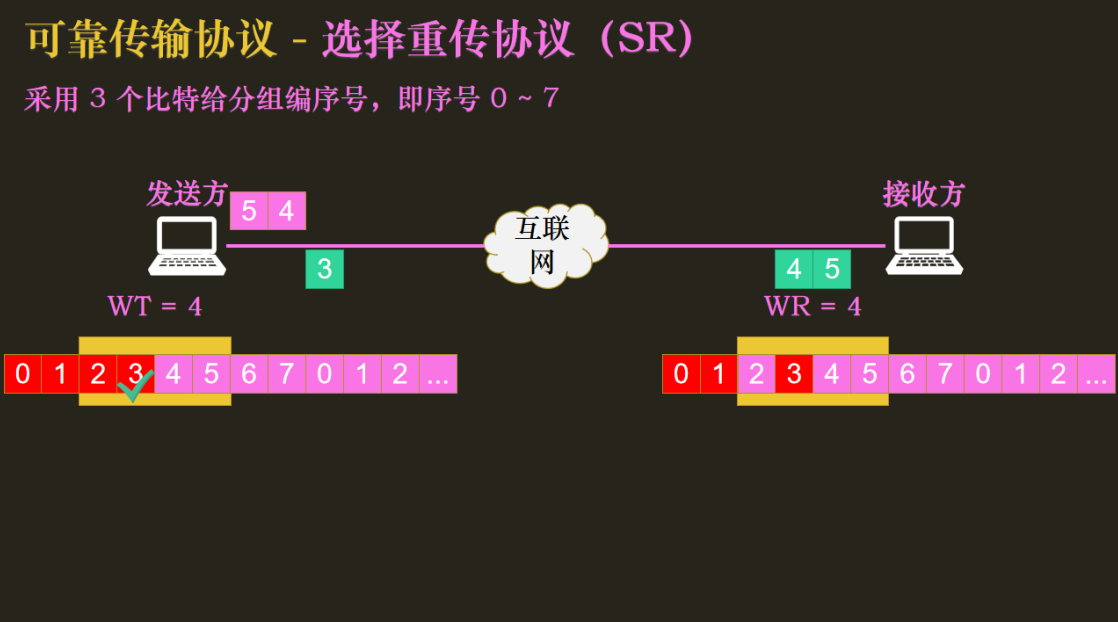 可靠传输协议 - 选择重传协议（SR）
采用 3 个比特给分组编序号，即序号 0 ~ 7
发送方
5 4
3
WT = 4
互联
网
接收方
4 5
WR = 4
0 1 2 3 4 5 6 7 0 1 2 ...
0 1 2 3 4 5 6 7 0 1 2 ...